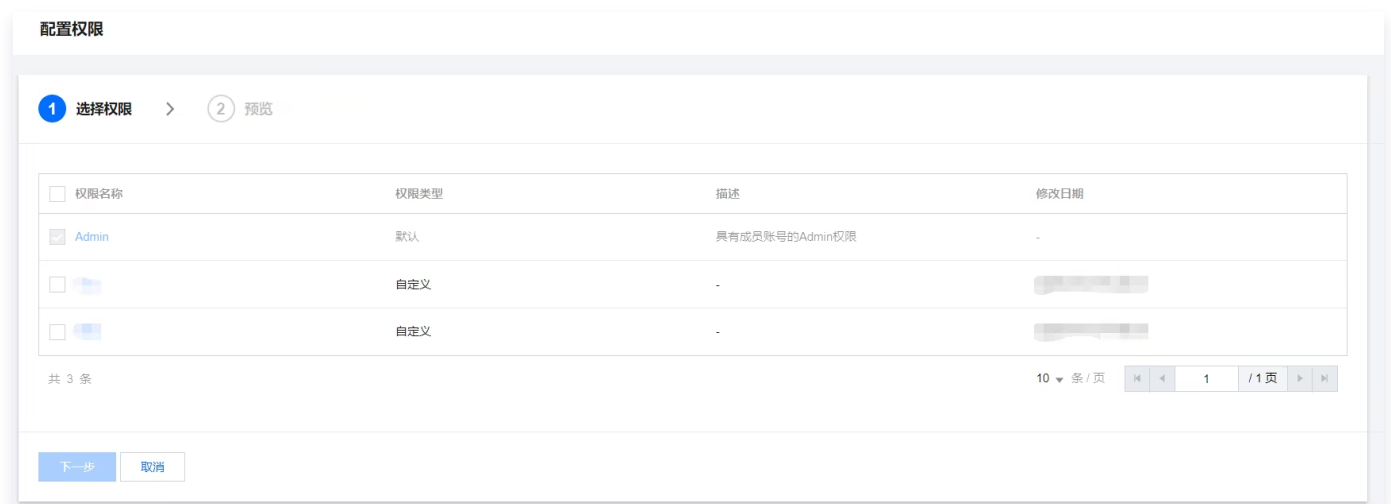 配置权限
1 选择权限 > 2 预览
权限名称 权限类型 描述 修改日期
Admin 默认 具有成员账号的Admin权限 -
自定义 -
自定义 -
共 3 条 10 条 / 页 1 / 1 页
下一步 取消